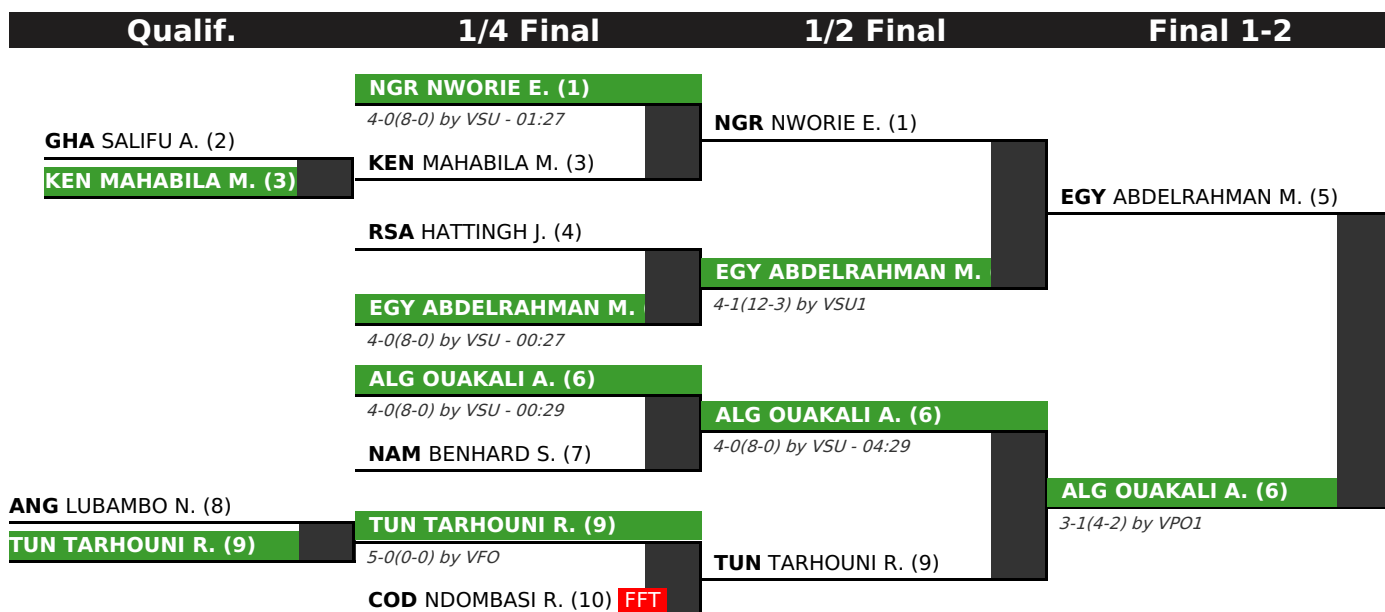 Qualif.
1/4 Final
1/2 Final
Final 1-2
GHA SALIFU A. (2)
KEN MAHABILA M. (3)
ANG LUBAMBO N. (8)
TUN TARHOUNI R. (9)
NGR NWORIE E. (1)
4-0(8-0) by VSU - 01:27
KEN MAHABILA M. (3)
RSA HATTINGH J. (4)
EGY ABDELRAHMAN M.
4-0(8-0) by VSU - 00:27
ALG OUAKALI A. (6)
4-0(8-0) by VSU - 00:29
NAM BENHARD S. (7)
TUN TARHOUNI R. (9)
5-0(0-0) by VFO
COD NDOMBASI R. (10) FFT
NGR NWORIE E. (1)
EGY ABDELRAHMAN M.
4-1(12-3) by VSU1
ALG OUAKALI A. (6)
4-0(8-0) by VSU - 04:29
TUN TARHOUNI R. (9)
EGY ABDELRAHMAN M. (5)
ALG OUAKALI A. (6)
3-1(4-2) by VPO1